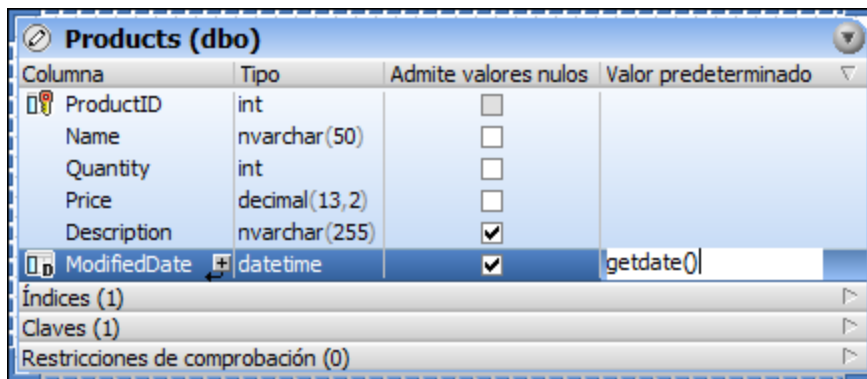 Products (dbo)
Columna Tipo Admite valores nulos Valor predeterminado
ProductID int
Name nvarchar(50)
Quantity int
Price decimal(13,2)
Description nvarchar(255)
D ModifiedDate datetime getdate()
Índices (1)
Claves (1)
Restricciones de comprobación (0)